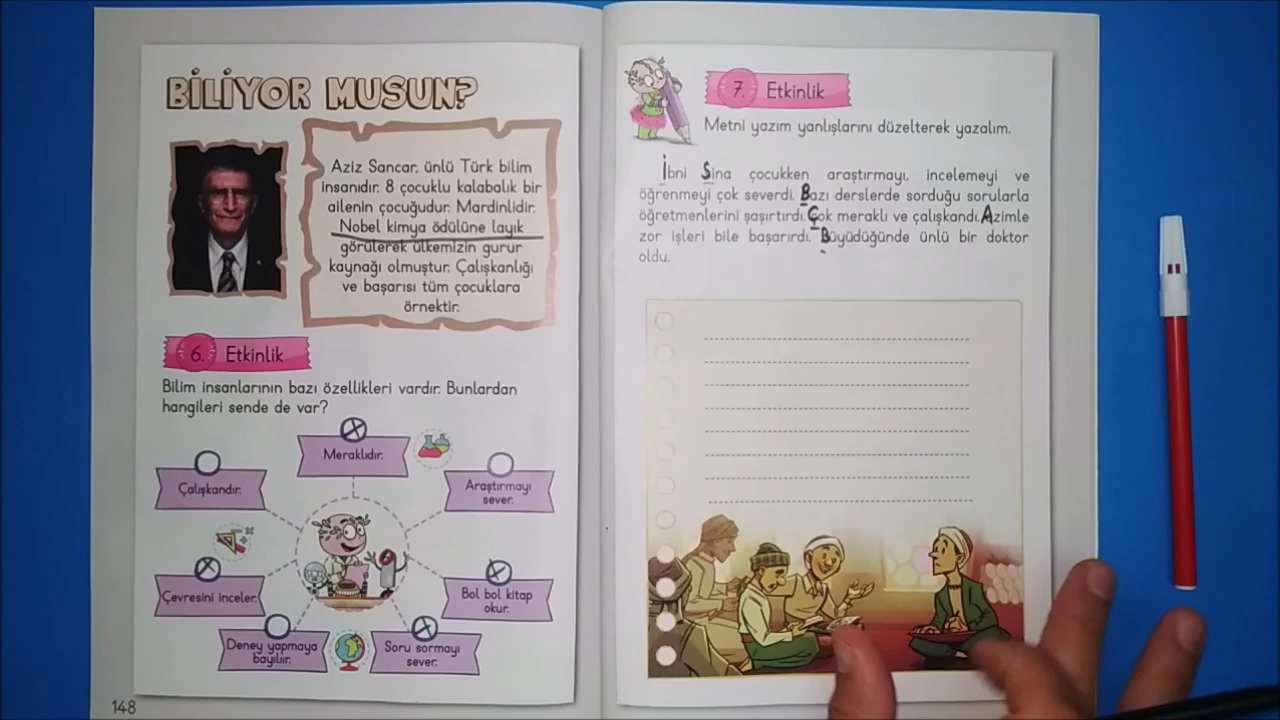 BİLİYOR MUSUN?
Aziz Sancar, ünlü Türk bilim
insanıdır. 8 çocuklu kalabalık bir
ailenin çocuğudur. Mardinlidir.
Nobel kimya ödülüne layık
görülerek ülkemizin gurur
kaynağı olmuştur. Çalışkanlığı
ve başarısı tüm çocuklara
örnektir.
6. Etkinlik
Bilim insanlarının bazı özellikleri vardır. Bunlardan
hangileri sende de var?
Meraklıdır.
Çalışkandır.
Araştırmayı
sever.
Çevresini inceler.
Bol bol kitap
okur.
Deney yapmaya
bayılır.
Soru sormayı
sever.
148
7. Etkinlik
Metni yazım yanlışlarını düzelterek yazalım.
İbni Sina çocukken araştırmayı, incelemeyi ve
öğrenmeyi çok severdi. Bazı derslerde sorduğu sorularla
öğretmenlerini şaşırtırdı. Çok meraklı ve çalışkandı. Azimle
zor işleri bile başarırdı. Büyüdüğünde ünlü bir doktor
oldu.